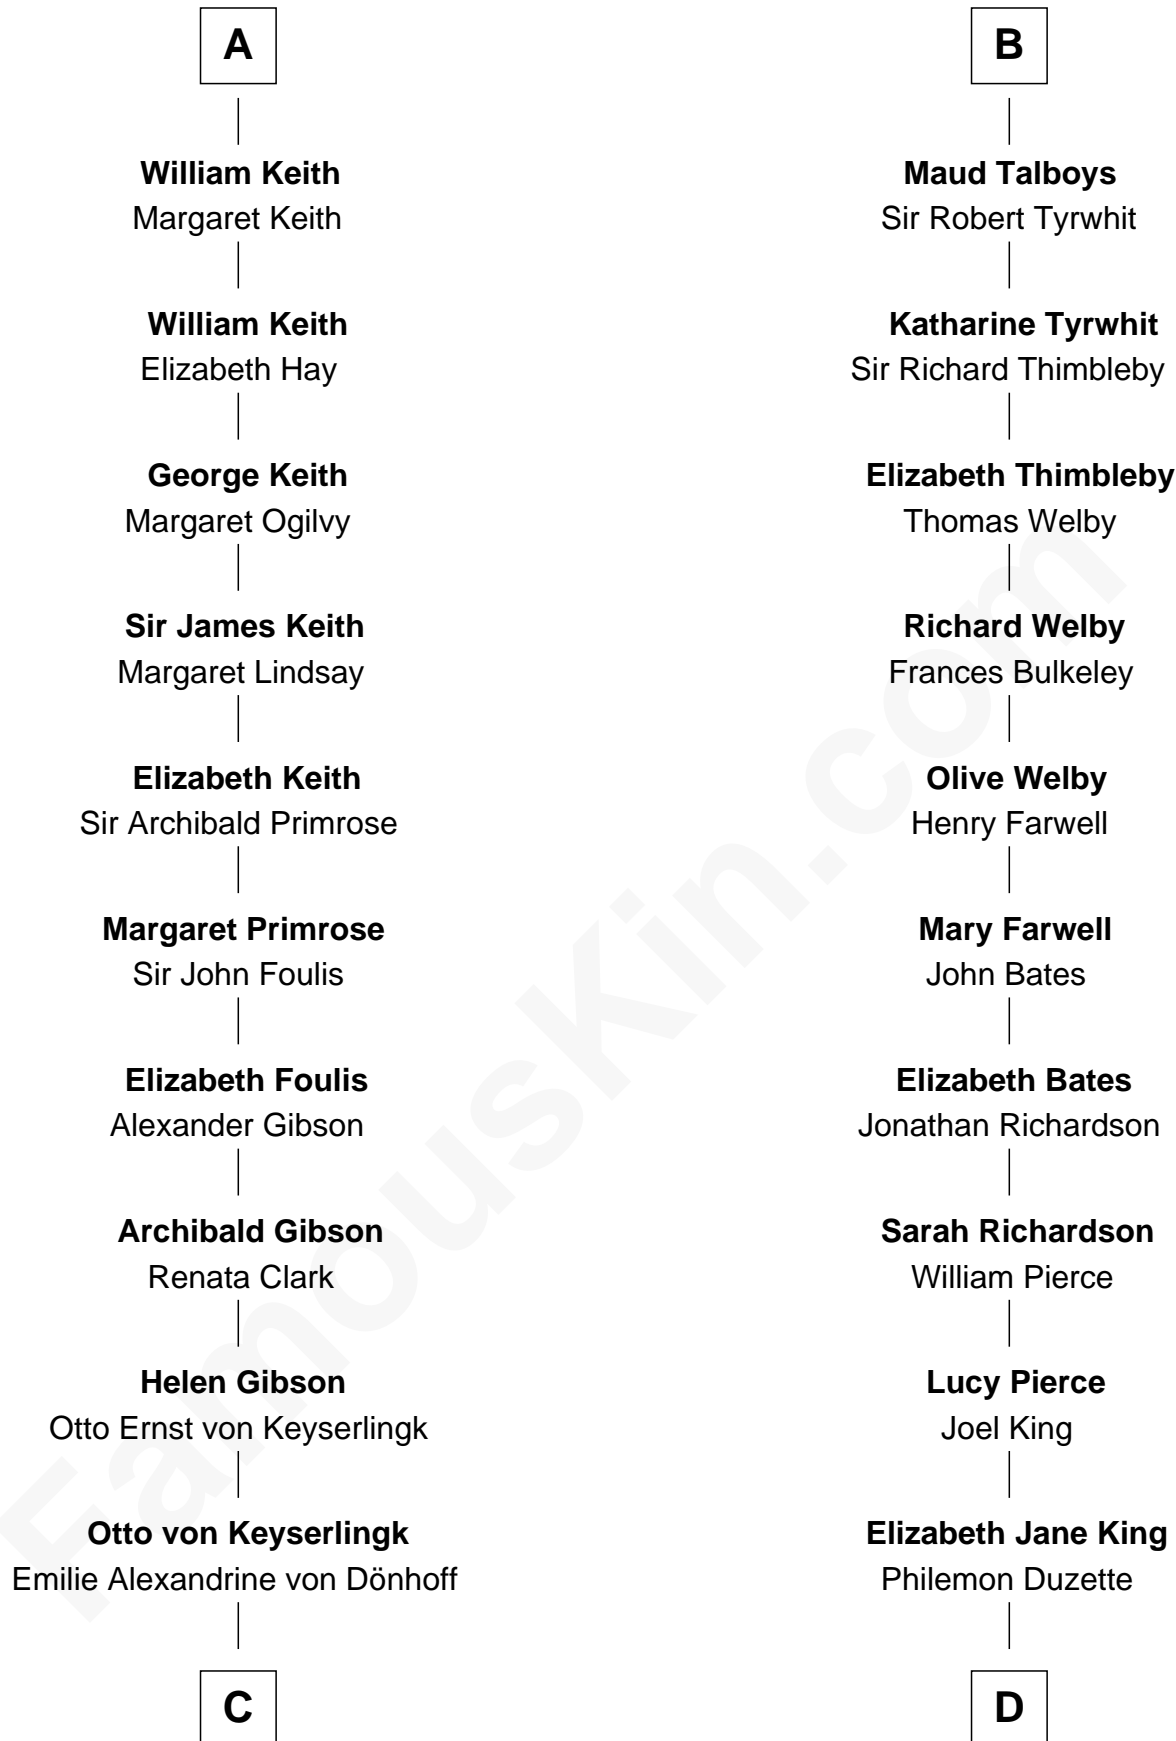 A
William Keith
Margaret Keith
William Keith
Elizabeth Hay
George Keith
Margaret Ogilvy
Sir James Keith
Margaret Lindsay
Elizabeth Keith
Sir Archibald Primrose
Margaret Primrose
Sir John Foulis
Elizabeth Foulis
Alexander Gibson
Archibald Gibson
Renata Clark
Helen Gibson
Otto Ernst von Keyserlingk
Otto von Keyserlingk
Emilie Alexandrine von Dönhoff
C
B
Maud Talboys
Sir Robert Tyrwhit
Katharine Tyrwhit
Sir Richard Thimbleby
Elizabeth Thimbleby
Thomas Welby
Richard Welby
Frances Bulkeley
Olive Welby
Henry Farwell
Mary Farwell
John Bates
Elizabeth Bates
Jonathan Richardson
Sarah Richardson
William Pierce
Lucy Pierce
Joel King
Elizabeth Jane King
Philemon Duzette
D
FamousKin.com